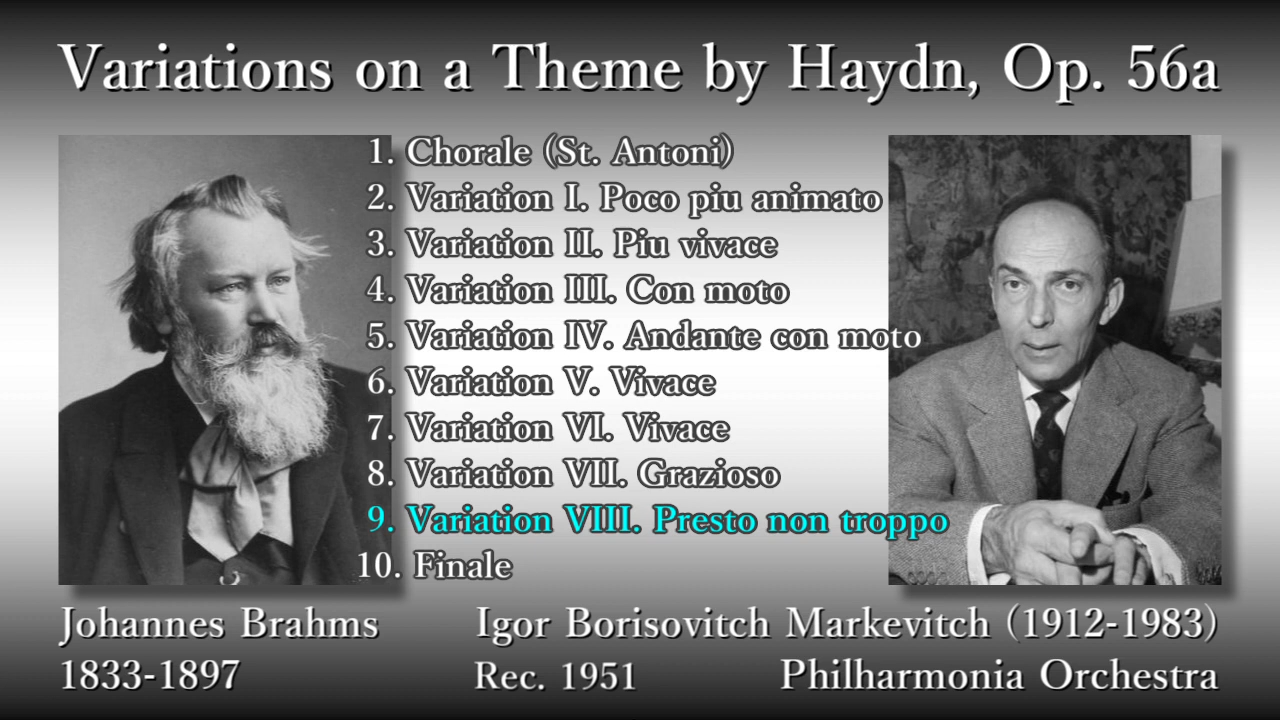 Variations on a Theme by Haydn, Op. 56a
1. Chorale (St. Antoni)
2. Variation I. Poco piu animato
3. Variation II. Piu vivace
4. Variation III. Con moto
5. Variation IV. Andante con moto
6. Variation V. Vivace
7. Variation VI. Vivace
8. Variation VII. Grazioso
9. Variation VIII. Presto non troppo
10. Finale
Johannes Brahms
1833-1897
Igor Borisovitch Markevitch (1912-1983)
Rec. 1951
Philharmonia Orchestra